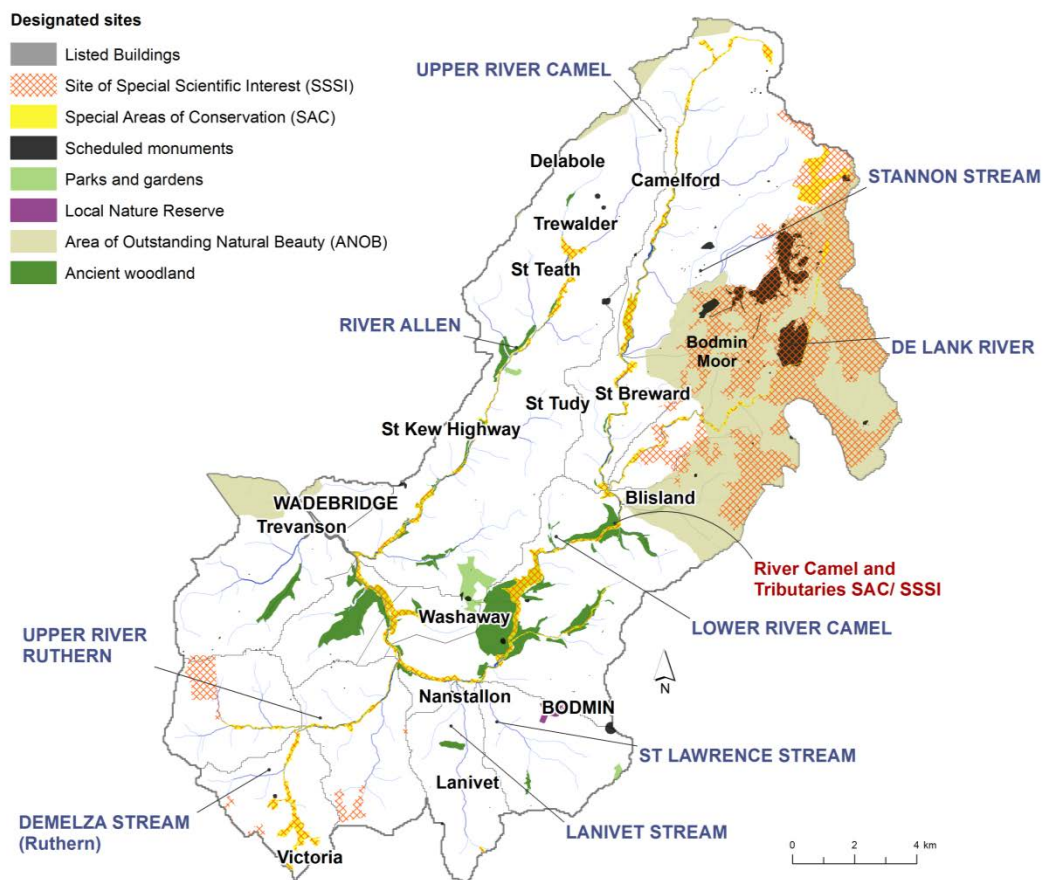 Designated sites
Listed Buildings
Site of Special Scientific Interest (SSSI)
Special Areas of Conservation (SAC)
Scheduled monuments
Parks and gardens
Local Nature Reserve
Area of Outstanding Natural Beauty (ANOB)
Ancient woodland
UPPER RIVER CAMEL
Delabole
Camelford
STANNON STREAM
Trewalder
St Teath
RIVER ALLEN
Bodmin
Moor
DE LANK RIVER
St Breward
St Tudy
St Kew Highway
Blisland
WADEBRIDGE
Trevanson
River Camel and
Tributaries SAC/ SSSI
Washaway
LOWER RIVER CAMEL
UPPER RIVER
RUTHERN
N
Nanstallon
BODMIN
ST LAWRENCE STREAM
Lanivet
DEMELZA STREAM
(Ruthern)
LANIVET STREAM
Victoria
0 2 4 km